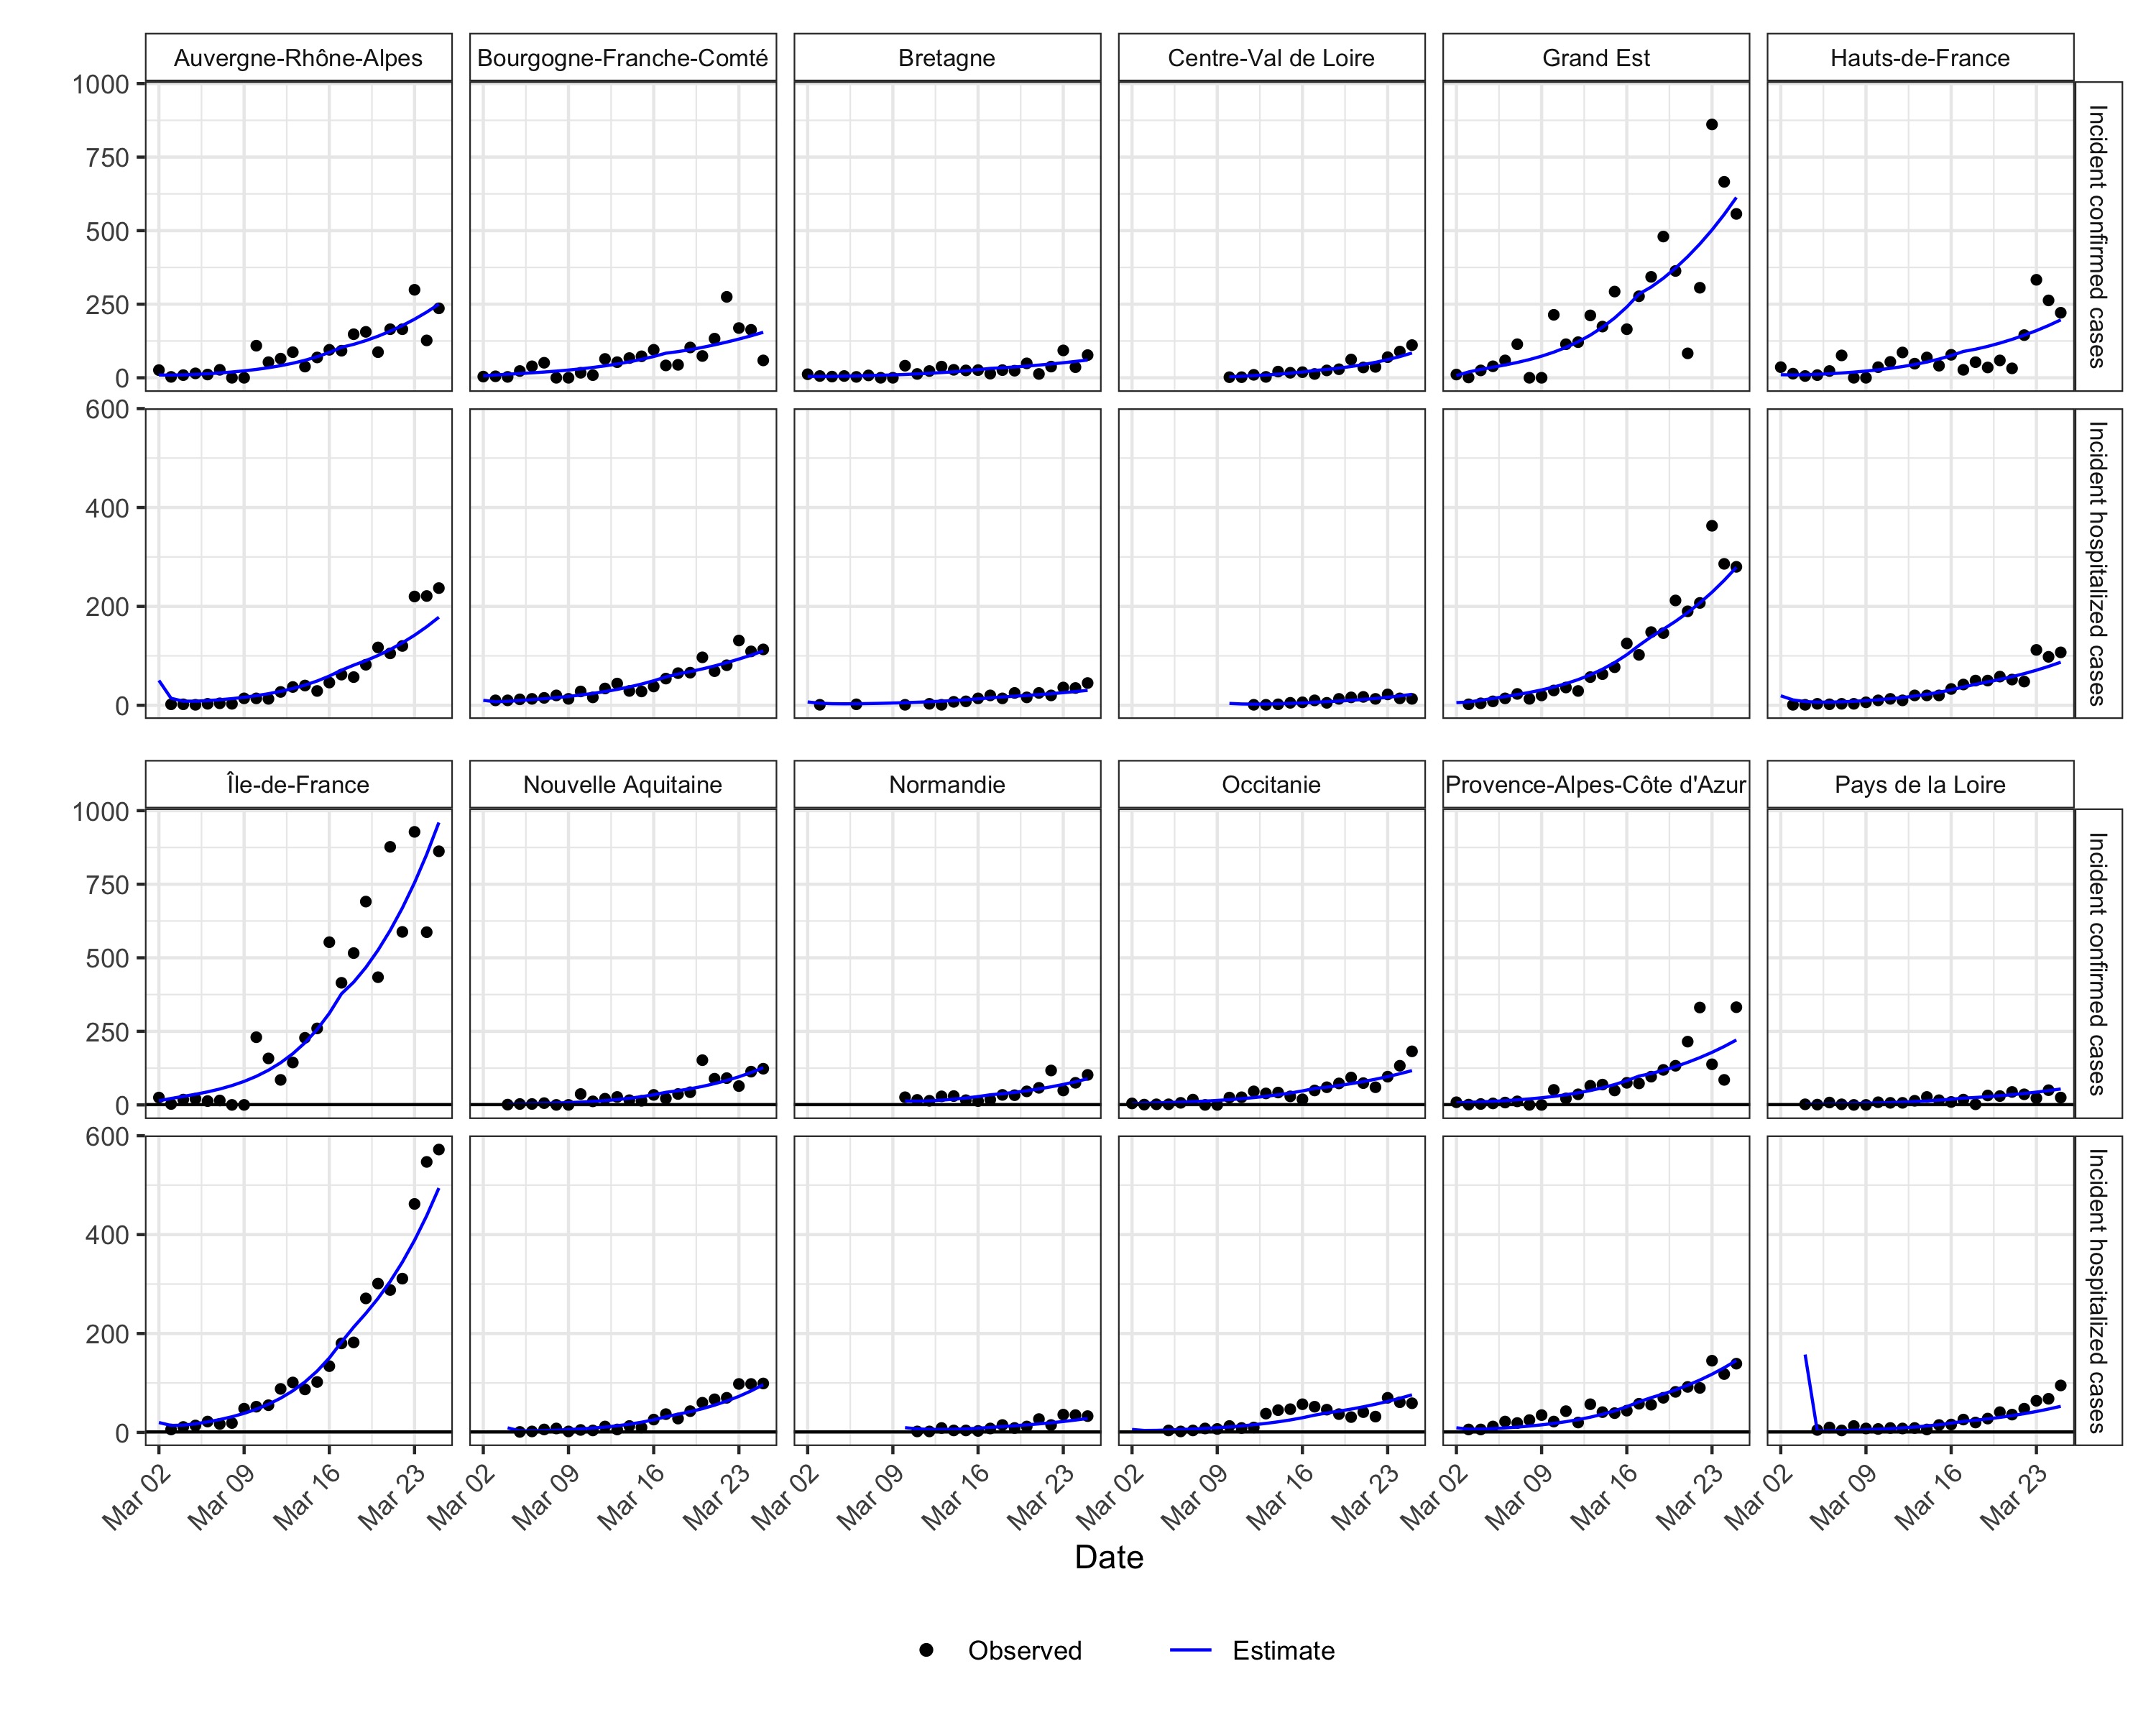 Auvergne-Rhône-Alpes
Bourgogne-Franche-Comté
Bretagne
Centre-Val de Loire
Grand Est
Hauts-de-France
1000
750
500
250
0
Incident confirmed cases
600
400
200
0
Incident hospitalized cases
Île-de-France
Nouvelle Aquitaine
Normandie
Occitanie
Provence-Alpes-Côte d'Azur
Pays de la Loire
1000
750
500
250
0
Incident confirmed cases
600
400
200
0
Incident hospitalized cases
Mar 02 Mar 09 Mar 16 Mar 23 Mar 02 Mar 09 Mar 16 Mar 23 Mar 02 Mar 09 Mar 16 Mar 23 Mar 02 Mar 09 Mar 16 Mar 23 Mar 02 Mar 09 Mar 16 Mar 23 Mar 02 Mar 09 Mar 16 Mar 23
Date
Observed Estimate